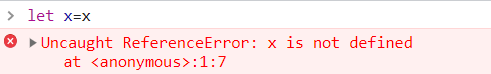 let x=x
Uncaught ReferenceError: x is not defined
at <anonymous>:1:7